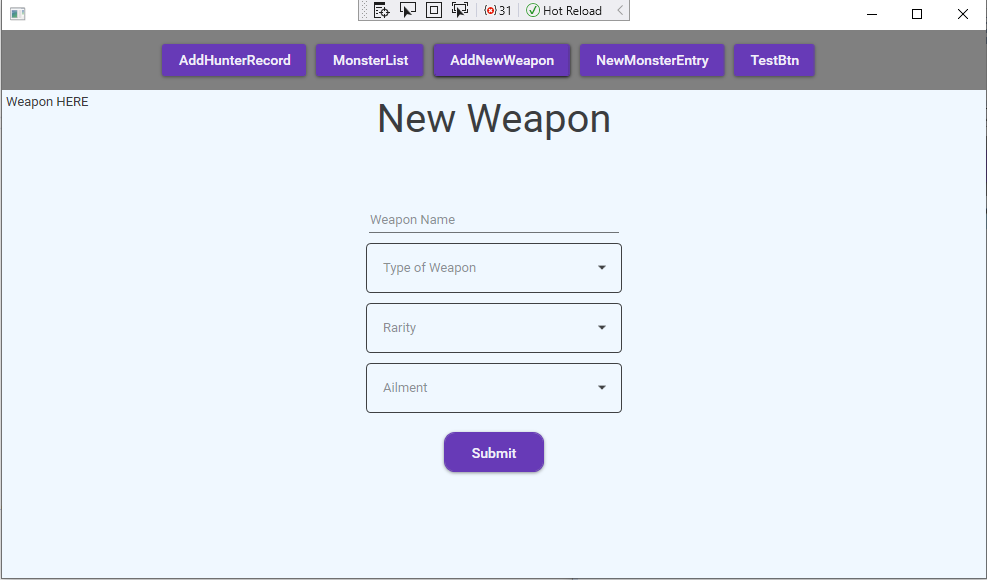 31 Hot Reload
AddHunterRecord MonsterList AddNewWeapon NewMonsterEntry TestBtn
Weapon HERE
New Weapon
Weapon Name
Type of Weapon
Rarity
Ailment
Submit